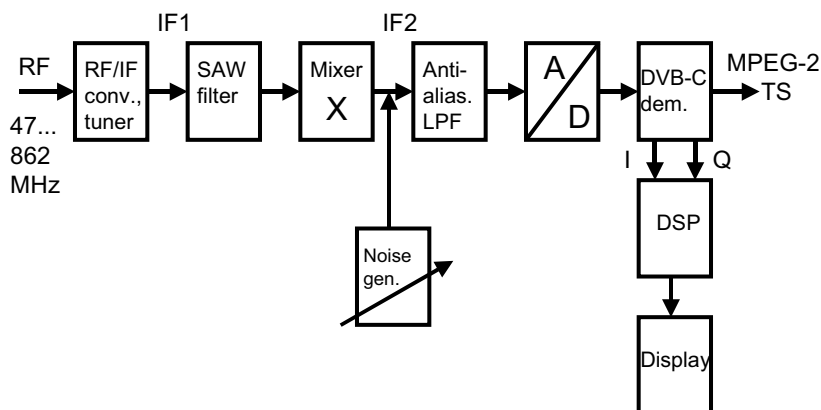 IF1
IF2
RF
47...
862
MHz
RF/IF
conv.,
tuner
SAW
filter
Mixer
X
Anti-
alias.
LPF
A
D
DVB-C
dem.
MPEG-2
TS
I
Q
Noise
gen.
DSP
Display